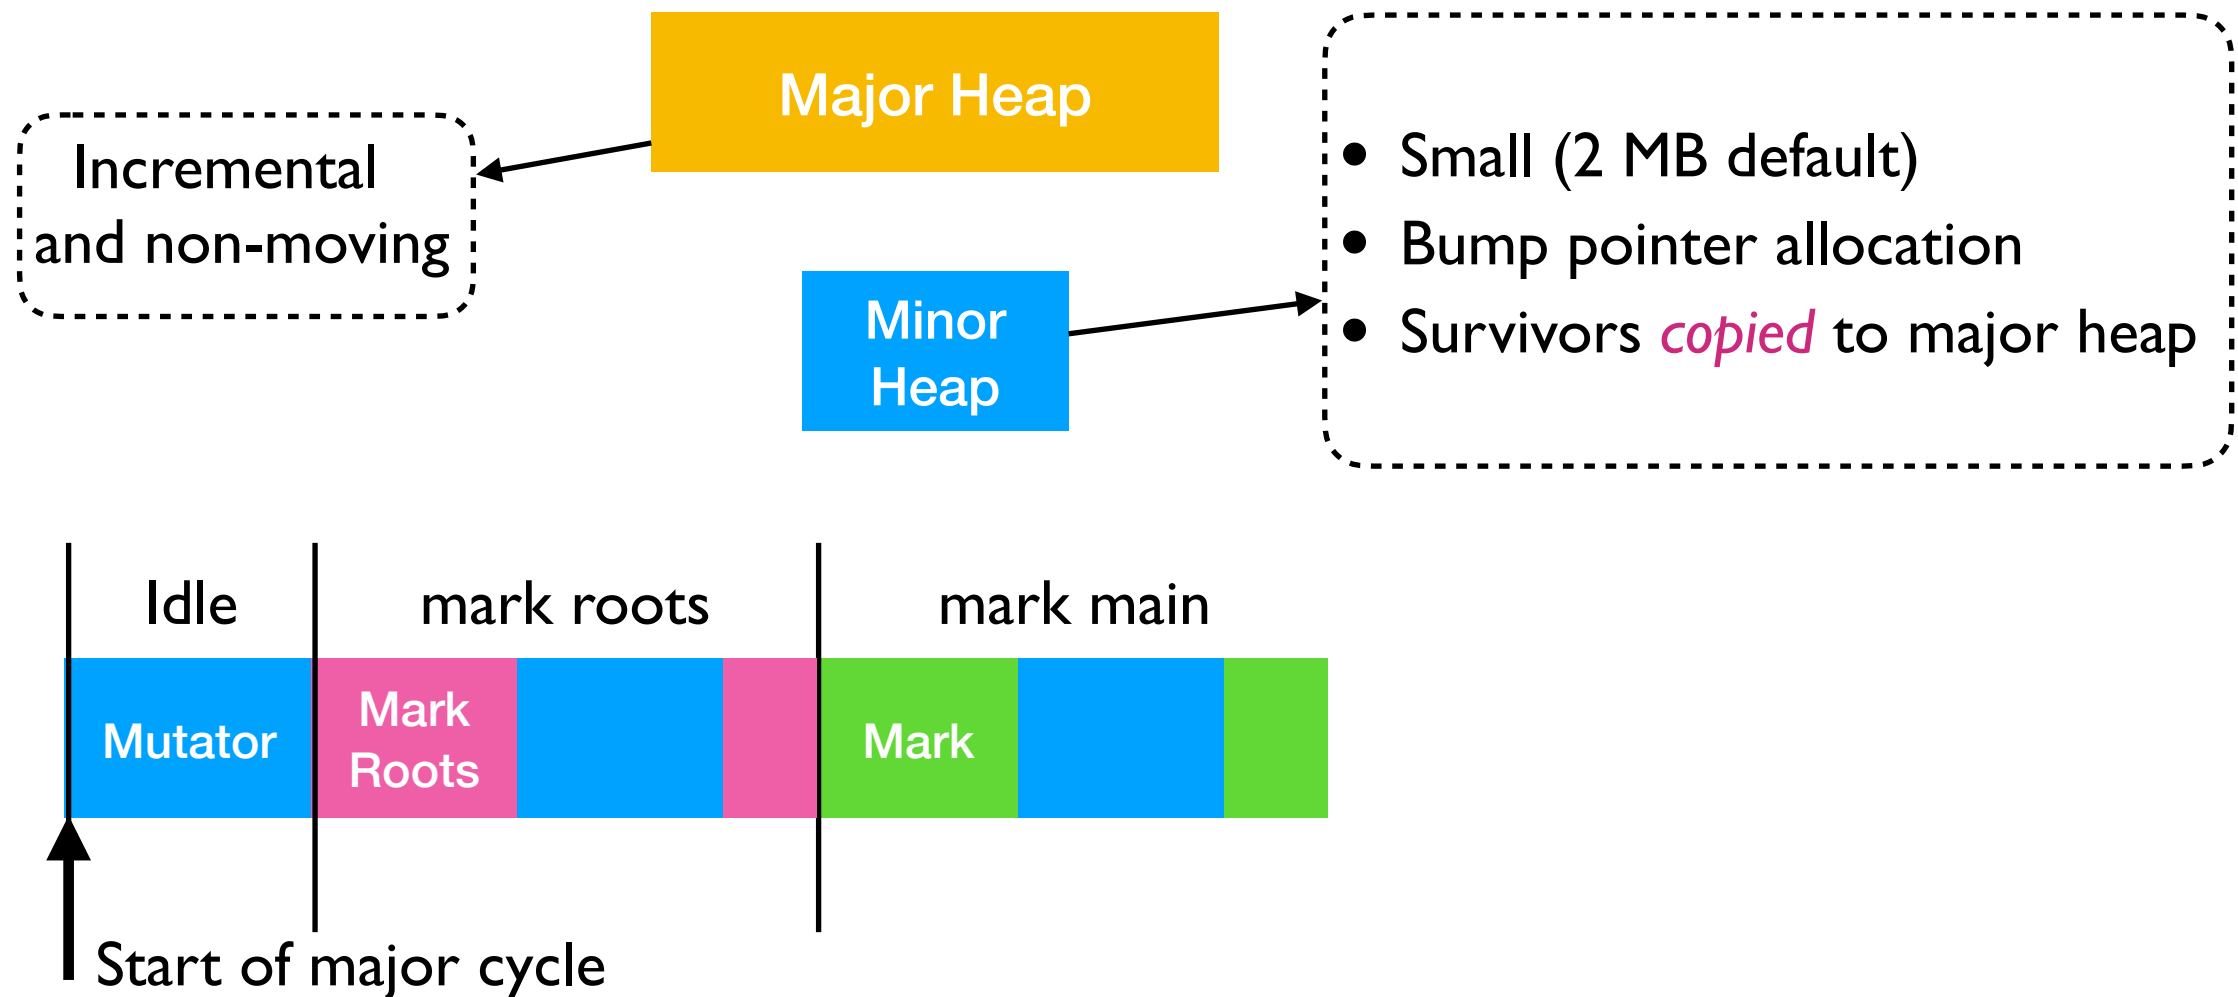 Major Heap
Incremental
and non-moving
• Small (2 MB default)
• Bump pointer allocation
• Survivors copied to major heap
Minor
Heap
Idle
mark roots
mark main
Mutator
Mark
Roots
Mark
Start of major cycle